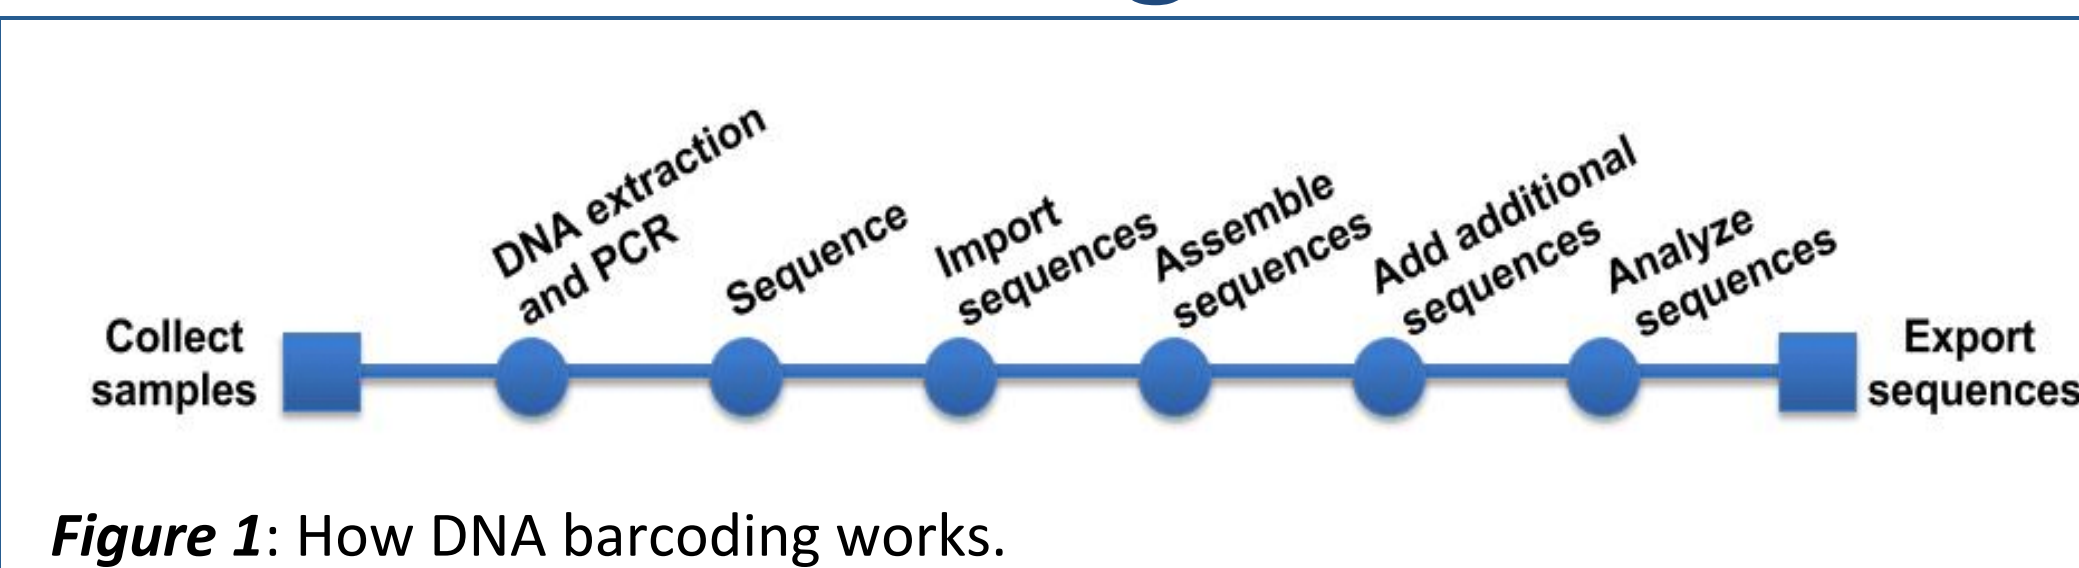 Collect
samples
DNA extraction
and PCR
Sequence
Import
sequences
Assemble
sequences
Add additional
sequences
Analyze
sequences
Export
sequences
Figure 1: How DNA barcoding works.